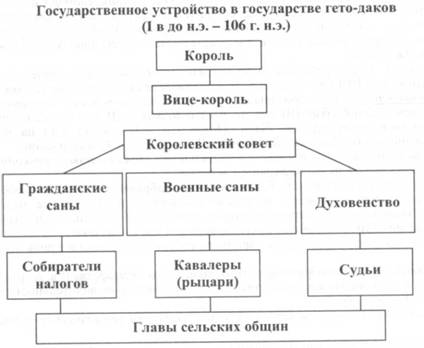 Государственное устройство в государстве гето-даков
(I в до н.э. – 106 г. н.э.)
Король
Вице-король
Королевский совет
Гражданские
саны
Военные саны
Духовенство
Собиратели
налогов
Кавалеры
(рыцари)
Судьи
Главы сельских общин